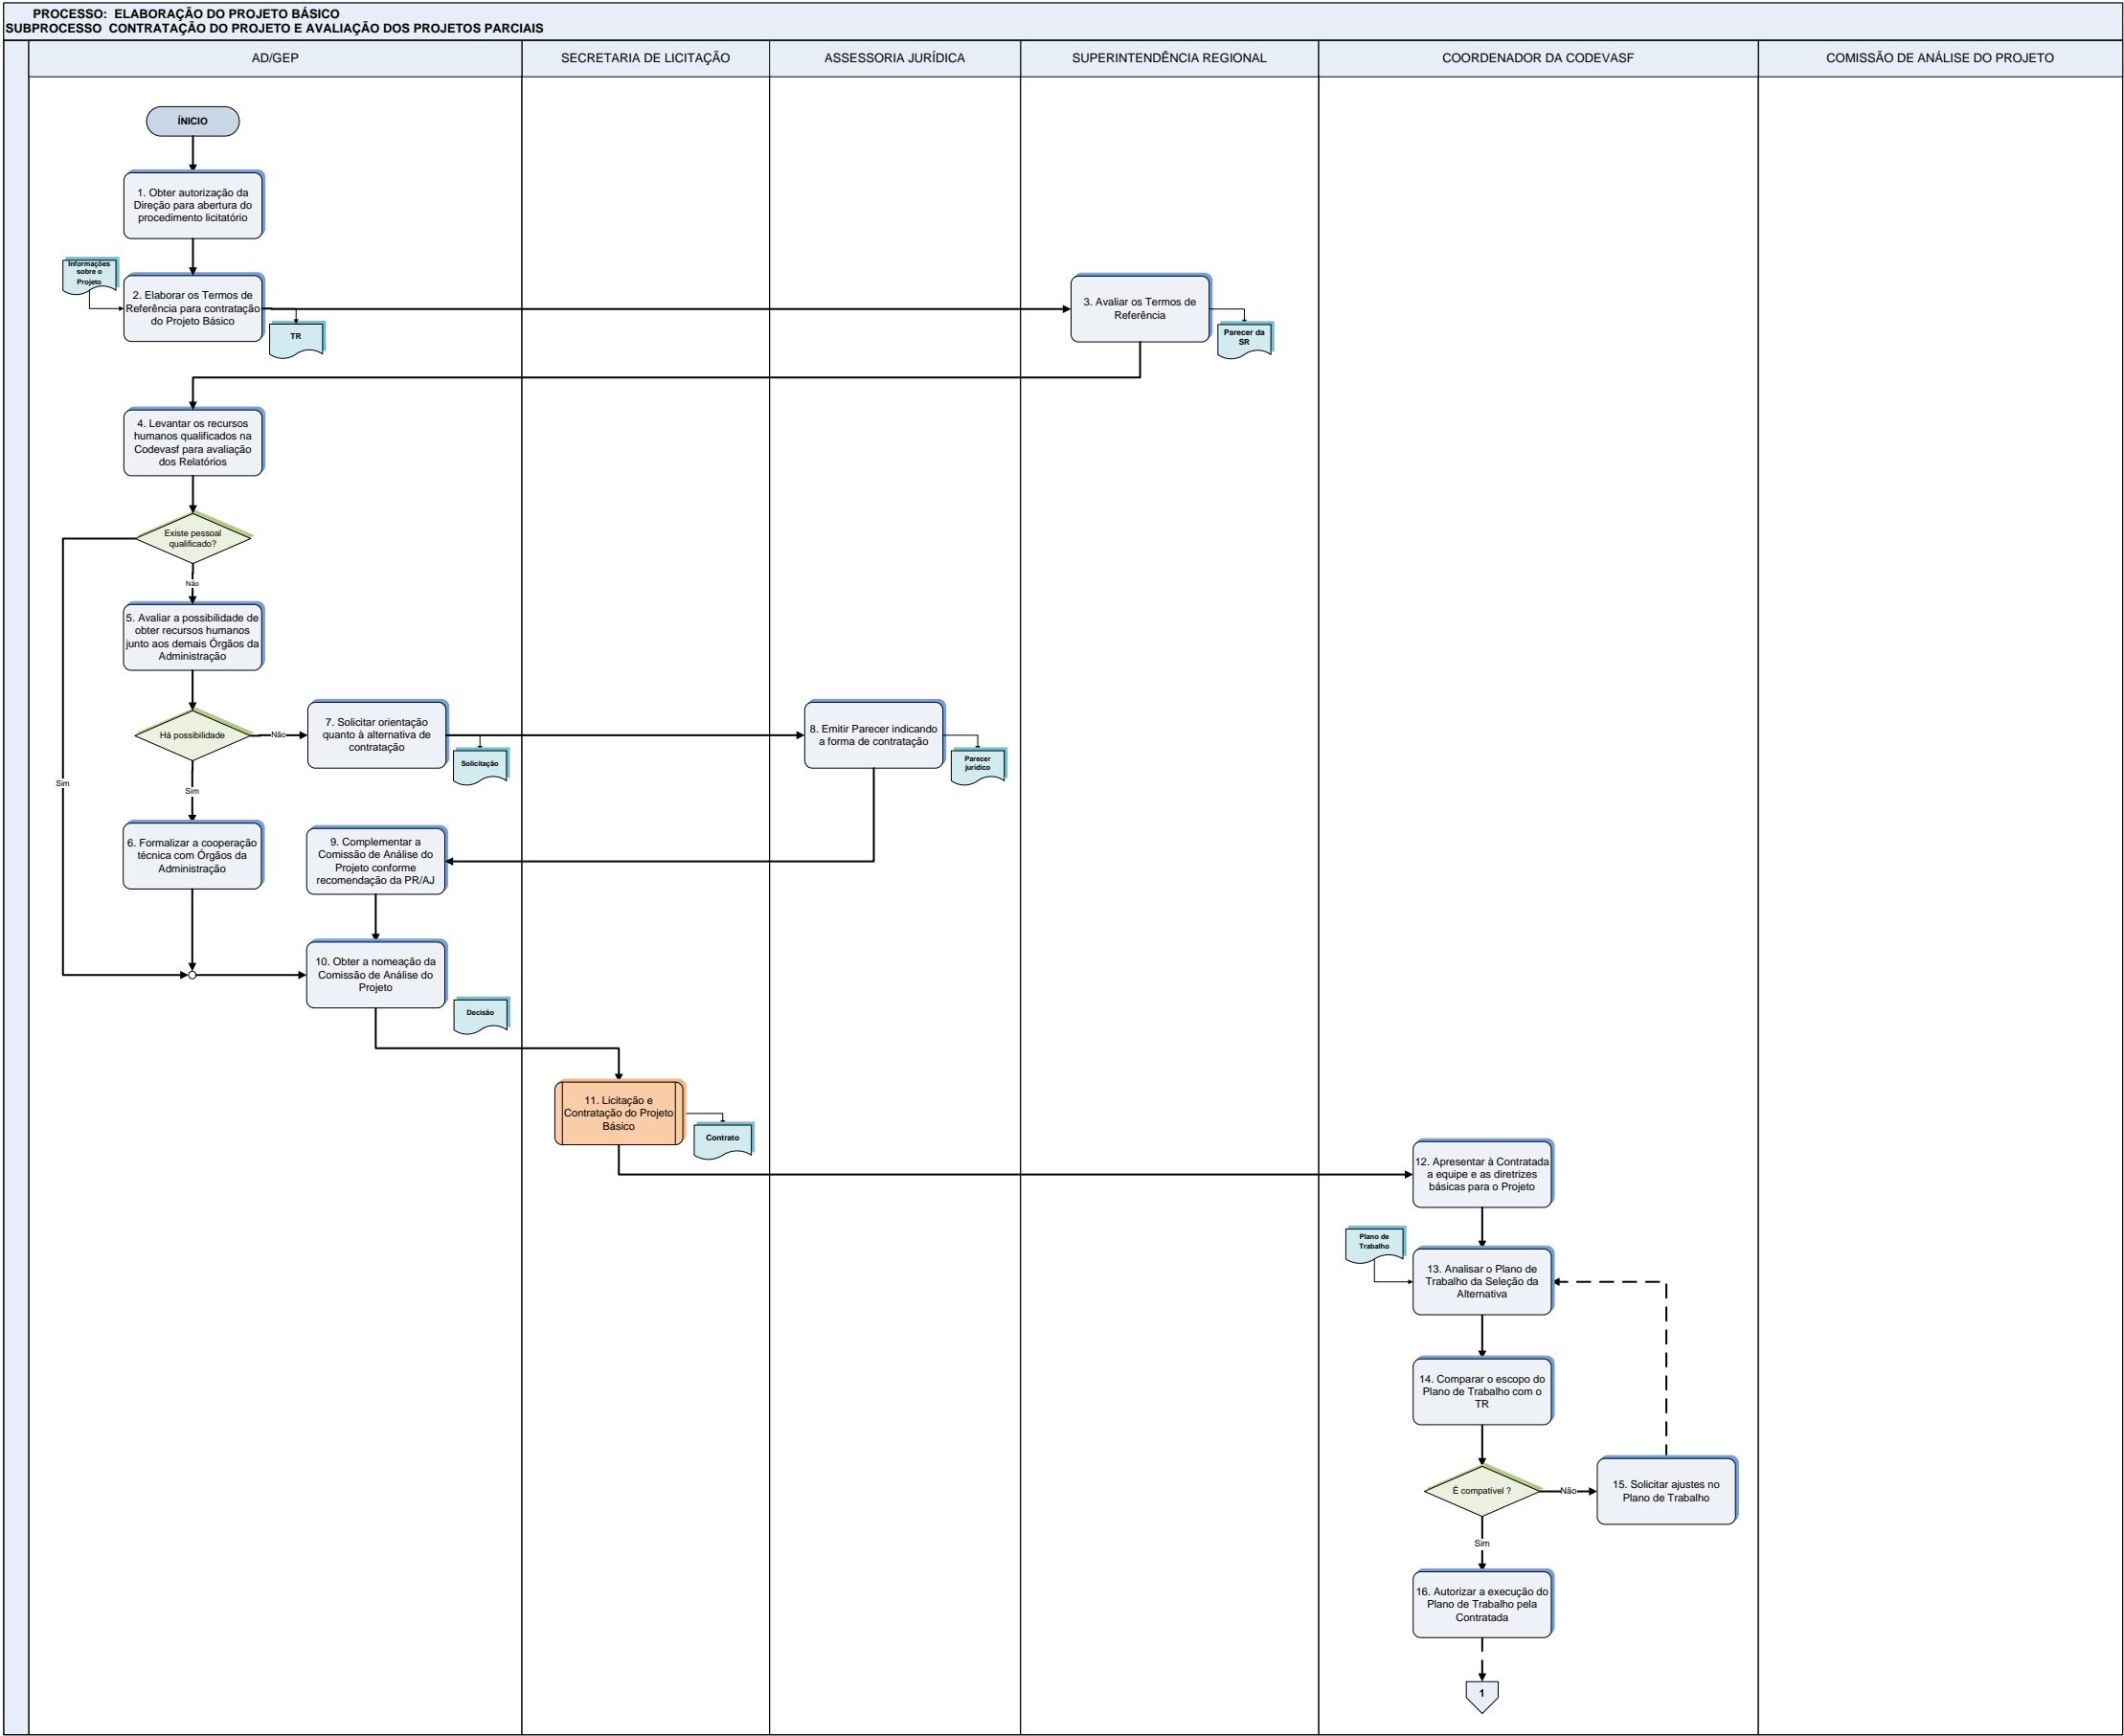 PROCESSO: ELABORAÇÃO DO PROJETO BÁSICO
SUBPROCESSO CONTRATAÇÃO DO PROJETO E AVALIAÇÃO DOS PROJETOS PARCIAIS
AD/GEP
SECRETARIA DE LICITAÇÃO
ASSESSORIA JURÍDICA
SUPERINTENDÊNCIA REGIONAL
COORDENADOR DA CODEVASF
COMISSÃO DE ANÁLISE DO PROJETO
ÍNICIO
1. Obter autorização da
Direção para abertura do
procedimento licitatório
Informações
sobre o
Projeto
2. Elaborar os Termos de
Referência para contratação
do Projeto Básico
TR
3. Avaliar os Termos de
Referência
Parecer da
SR
4. Levantar os recursos
humanos qualificados na
Codevasf para avaliação
dos Relatórios
Existe pessoal
qualificado?
Não
5. Avaliar a possibilidade de
obter recursos humanos
junto aos demais Órgãos da
Administração
Há possibilidade
Não
7. Solicitar orientação
quanto à alternativa de
contratação
Solicitação
8. Emitir Parecer indicando
a forma de contratação
Parecer
jurídico
Sim
Sim
6. Formalizar a cooperação
técnica com Órgãos da
Administração
9. Complementar a
Comissão de Análise do
Projeto conforme
recomendação da PR/AJ
10. Obter a nomeação da
Comissão de Análise do
Projeto
Decisão
11. Licitação e
Contratação do Projeto
Básico
Contrato
12. Apresentar à Contratada
a equipe e as diretrizes
básicas para o Projeto
Plano de
Trabalho
13. Analisar o Plano de
Trabalho da Seleção da
Alternativa
14. Comparar o escopo do
Plano de Trabalho com o
TR
É compatível ?
Não
15. Solicitar ajustes no
Plano de Trabalho
Sim
16. Autorizar a execução do
Plano de Trabalho pela
Contratada
1